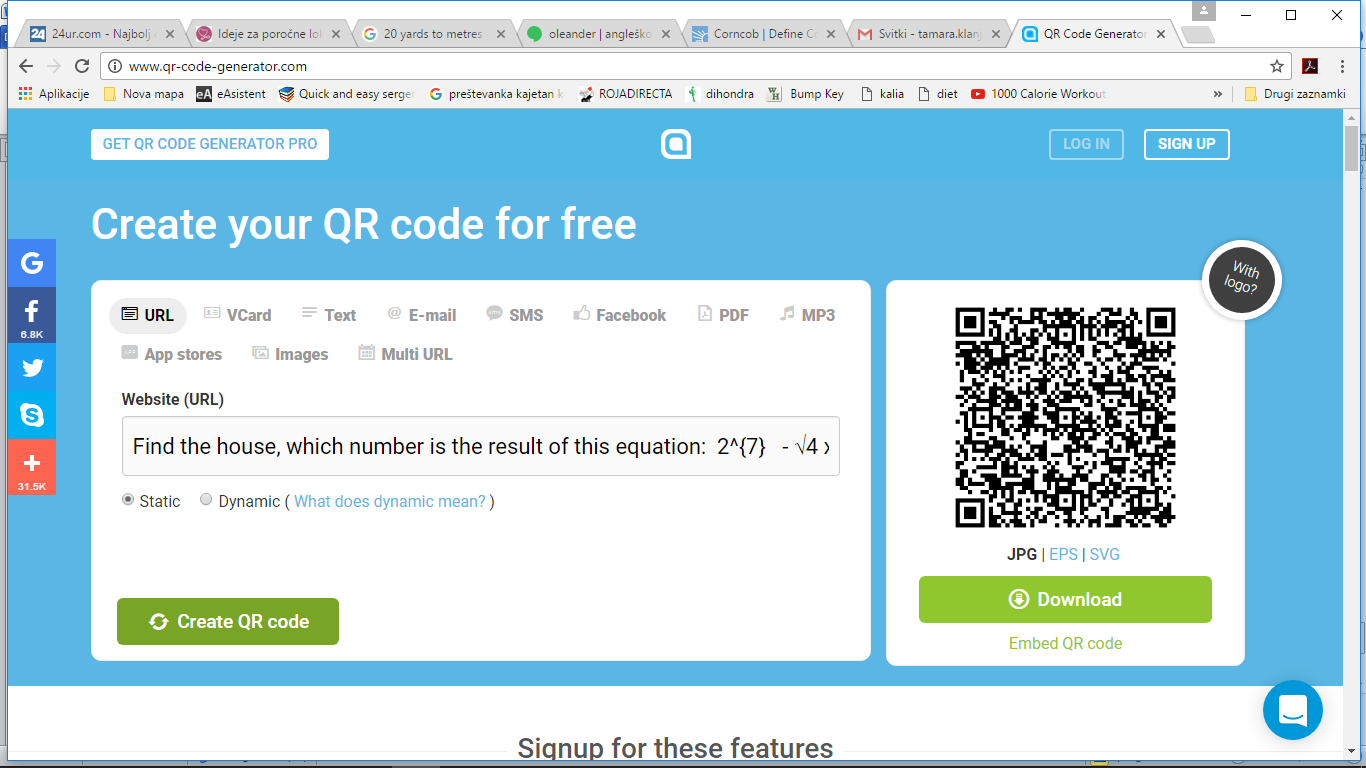 24ur.com - Najbolj
Ideje za poročne lo
20 yards to metres
oleander | angleško
Corncob | Define Co
Svitki - tamara.klanj
QR Code Generator
www.qr-code-generator.com
Aplikacije
Nova mapa
eAsistent
Quick and easy serge
preštevanka kajetan k
ROJADIRECTA
dihondra
Bump Key
kalia
diet
1000 Calorie Workout
»
Drugi zaznamki
GET QR CODE GENERATOR PRO
LOG IN
SIGN UP
Create your QR code for free
With
logo?
6.8K
31.5K
URL
VCard
Text
E-mail
SMS
Facebook
PDF
MP3
App stores
Images
Multi URL
Website (URL)
Find the house, which number is the result of this equation: 2^{7} - √4 x
Static
Dynamic ( What does dynamic mean? )
JPG | EPS | SVG
Create QR code
Download
Embed QR code
Signup for these features